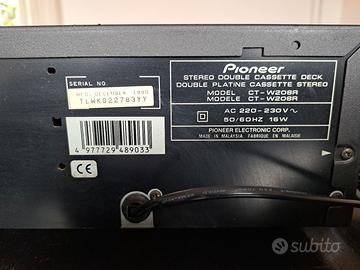 Pioneer
STEREO DOUBLE CASSETTE DECK
DOUBLE PLATINE CASSETTE STEREO
MODEL CT-W208R
MODELE CT-W208R
AC 220-230V~
50/60HZ 16W
PIONEER ELECTRONIC CORP.
MADE IN MALAYSIA FABRIQUE EN MALAISIE
SERIAL NO.
MFD. DECEMBER 1998
TLWK022783YY
4 977729 489033
CE
subito